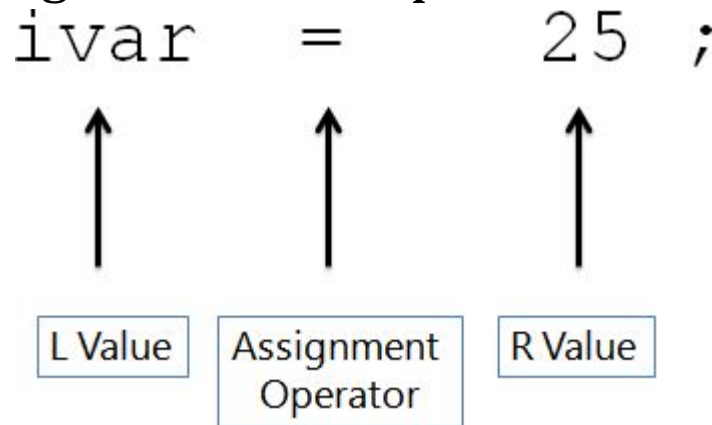 ivar = 25 ;
L Value
Assignment
Operator
R Value